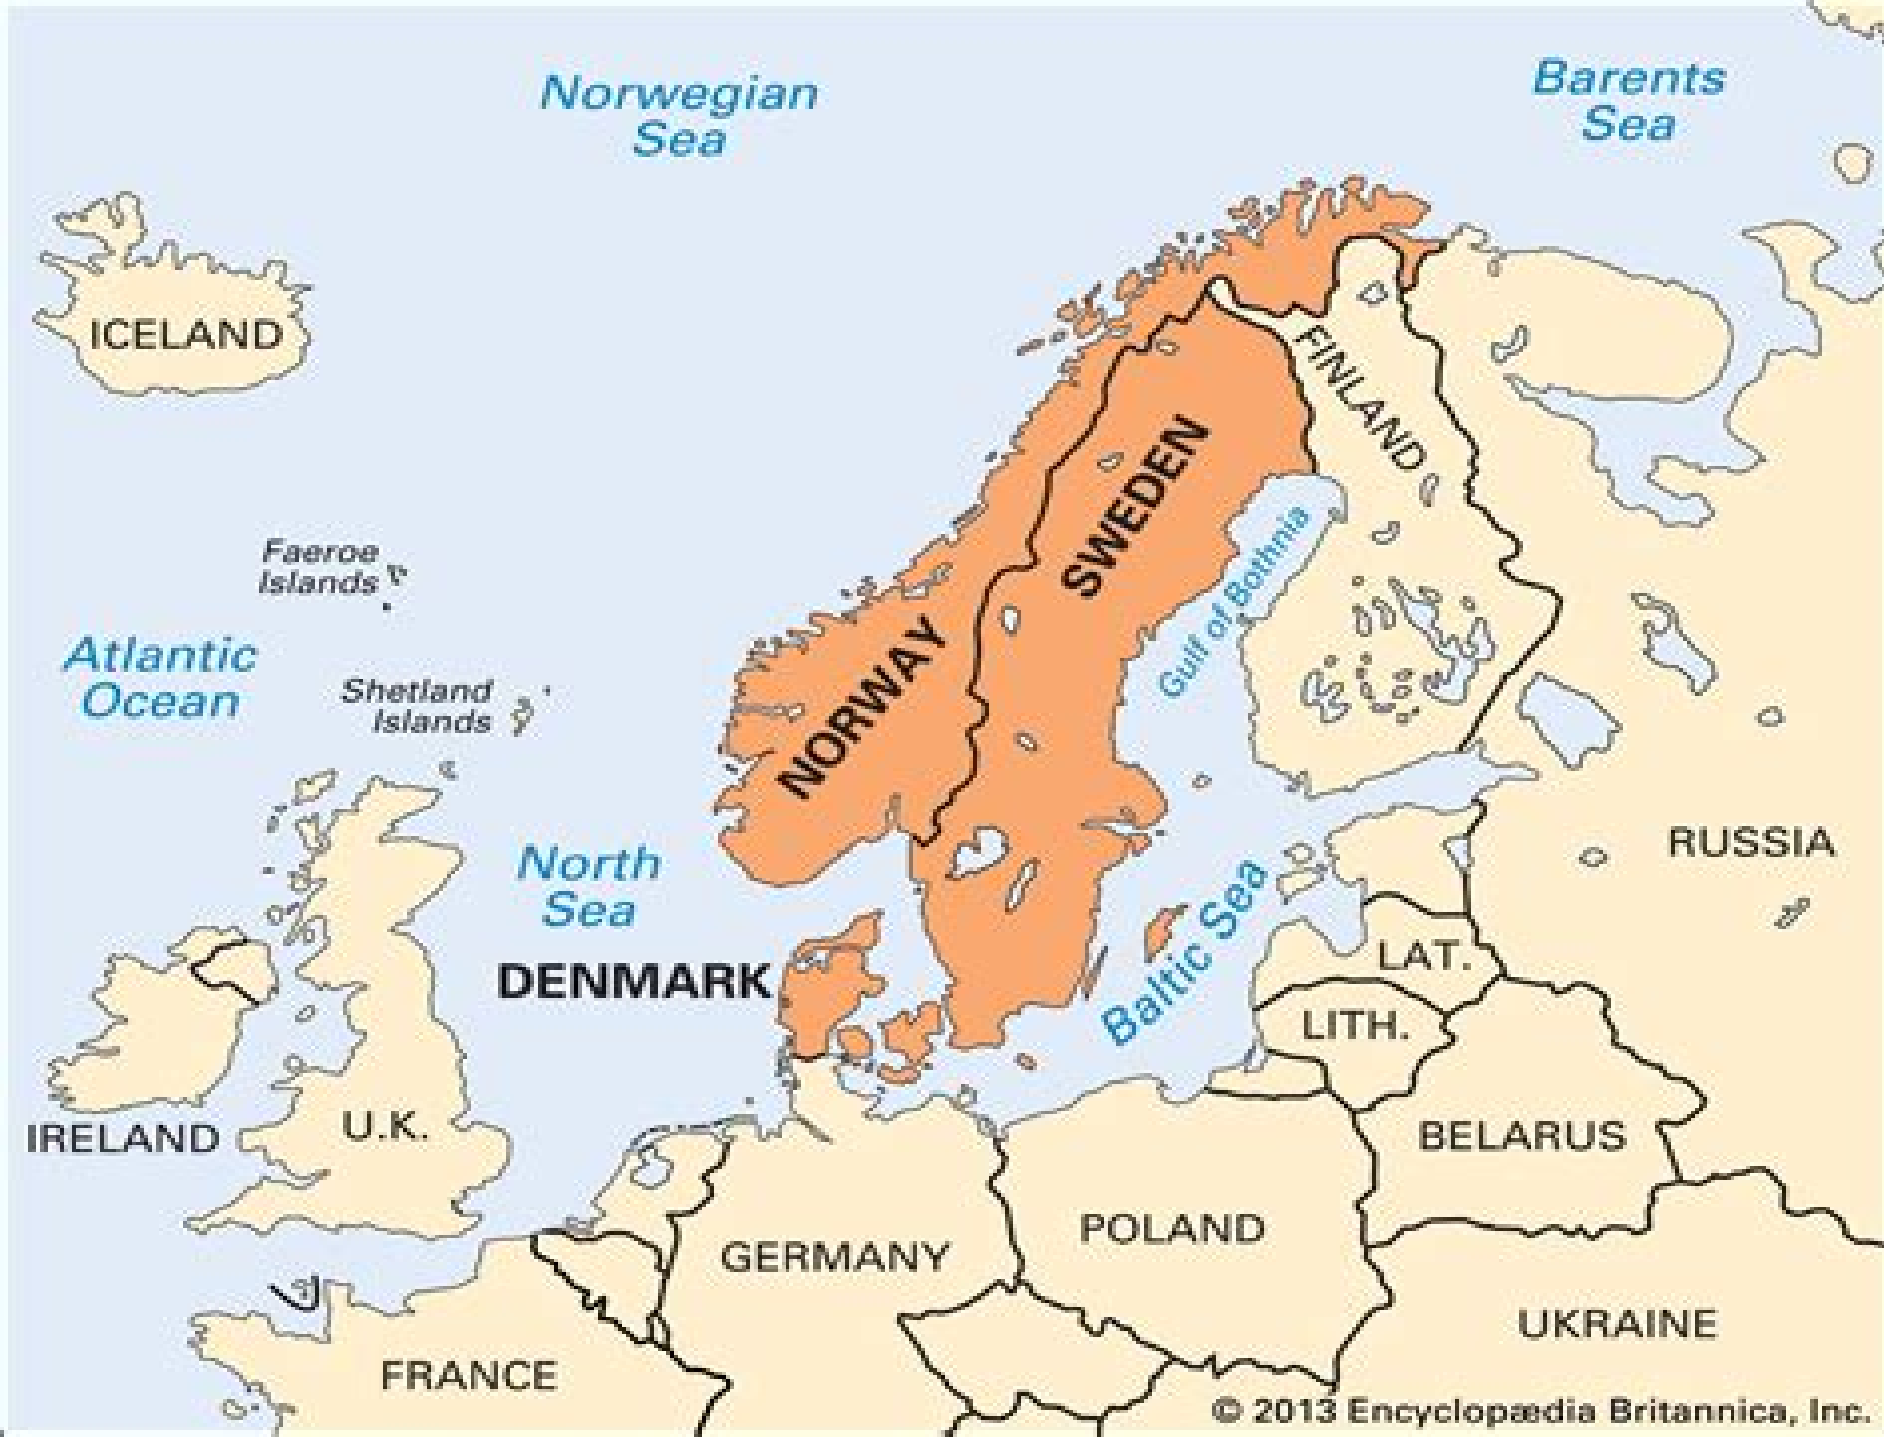 Norwegian
Sea
Barents
Sea
ICELAND
FINLAND
SWEDEN
Gulf of Bothnia
Faeroe
Islands
Atlantic
Ocean
Shetland
Islands
NORWAY
North
Sea
RUSSIA
DENMARK
Baltic Sea
LAT.
LITH.
IRELAND
U.K.
BELARUS
GERMANY
POLAND
UKRAINE
FRANCE
© 2013 Encyclopædia Britannica, Inc.